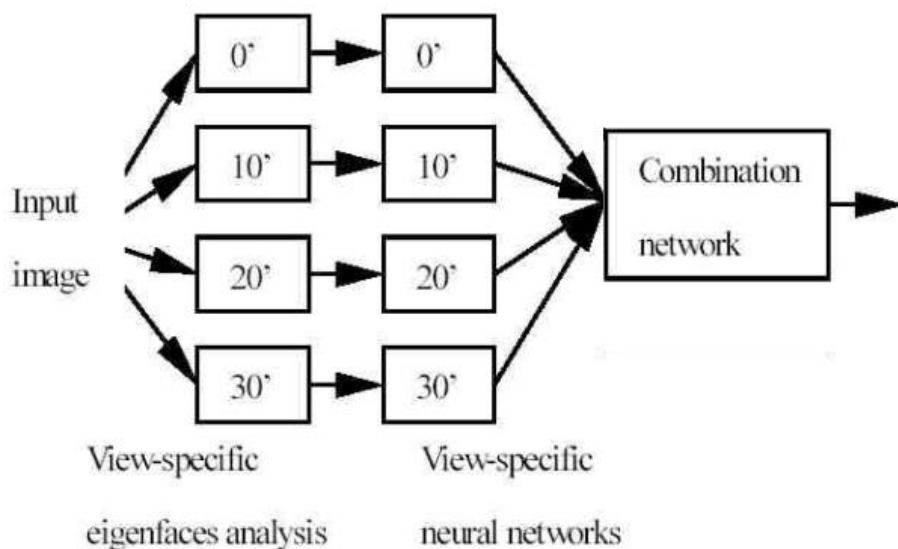 0’ 0’
10’ 10’
Combination
network
Input
image
20’ 20’
30’ 30’
View-specific View-specific
eigenfaces analysis neural networks